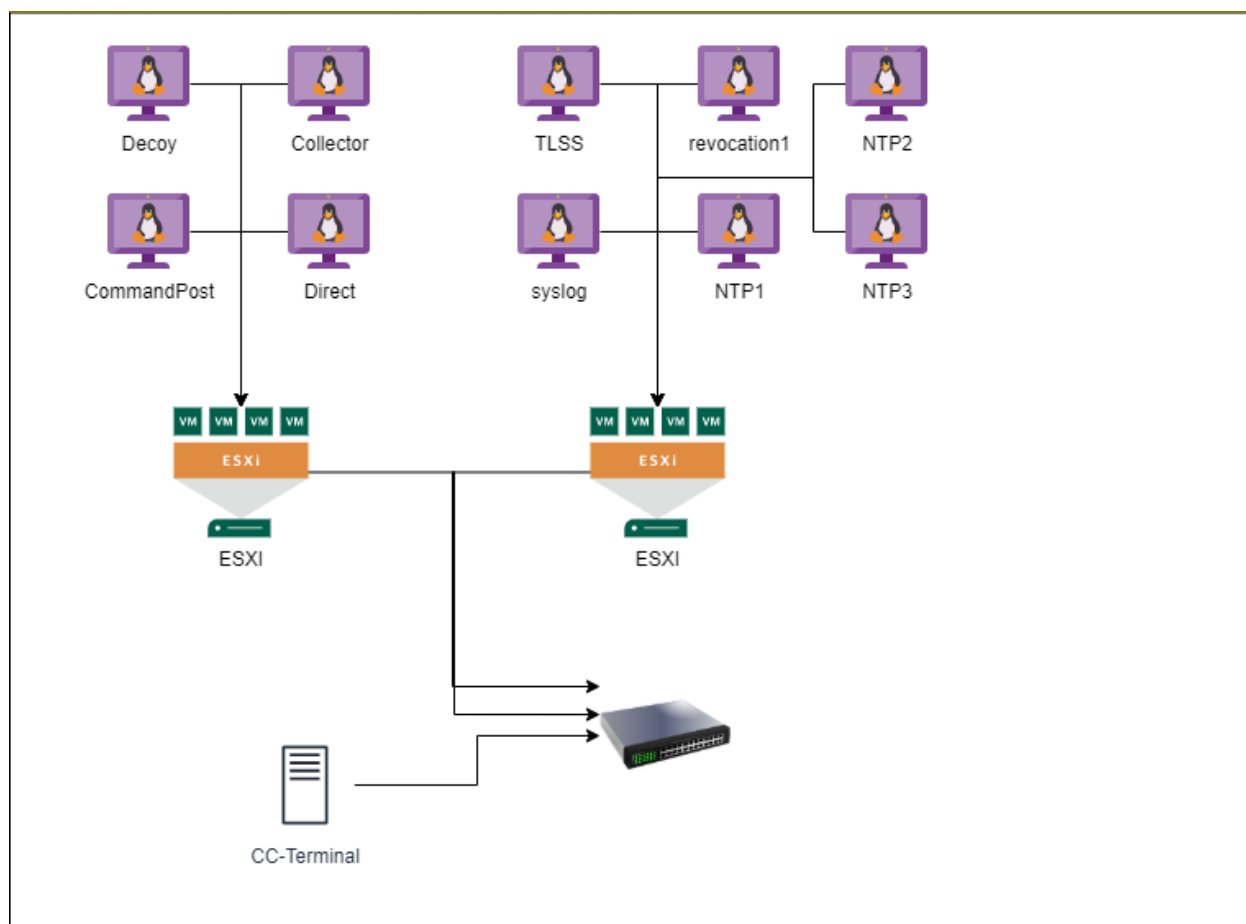 Decoy
Collector
TLSS
revocation1
NTP2
CommandPost
Direct
syslog
NTP1
NTP3
VM VM VM VM
VM VM VM VM
ESXi
ESXi
ESXI
ESXI
CC-Terminal